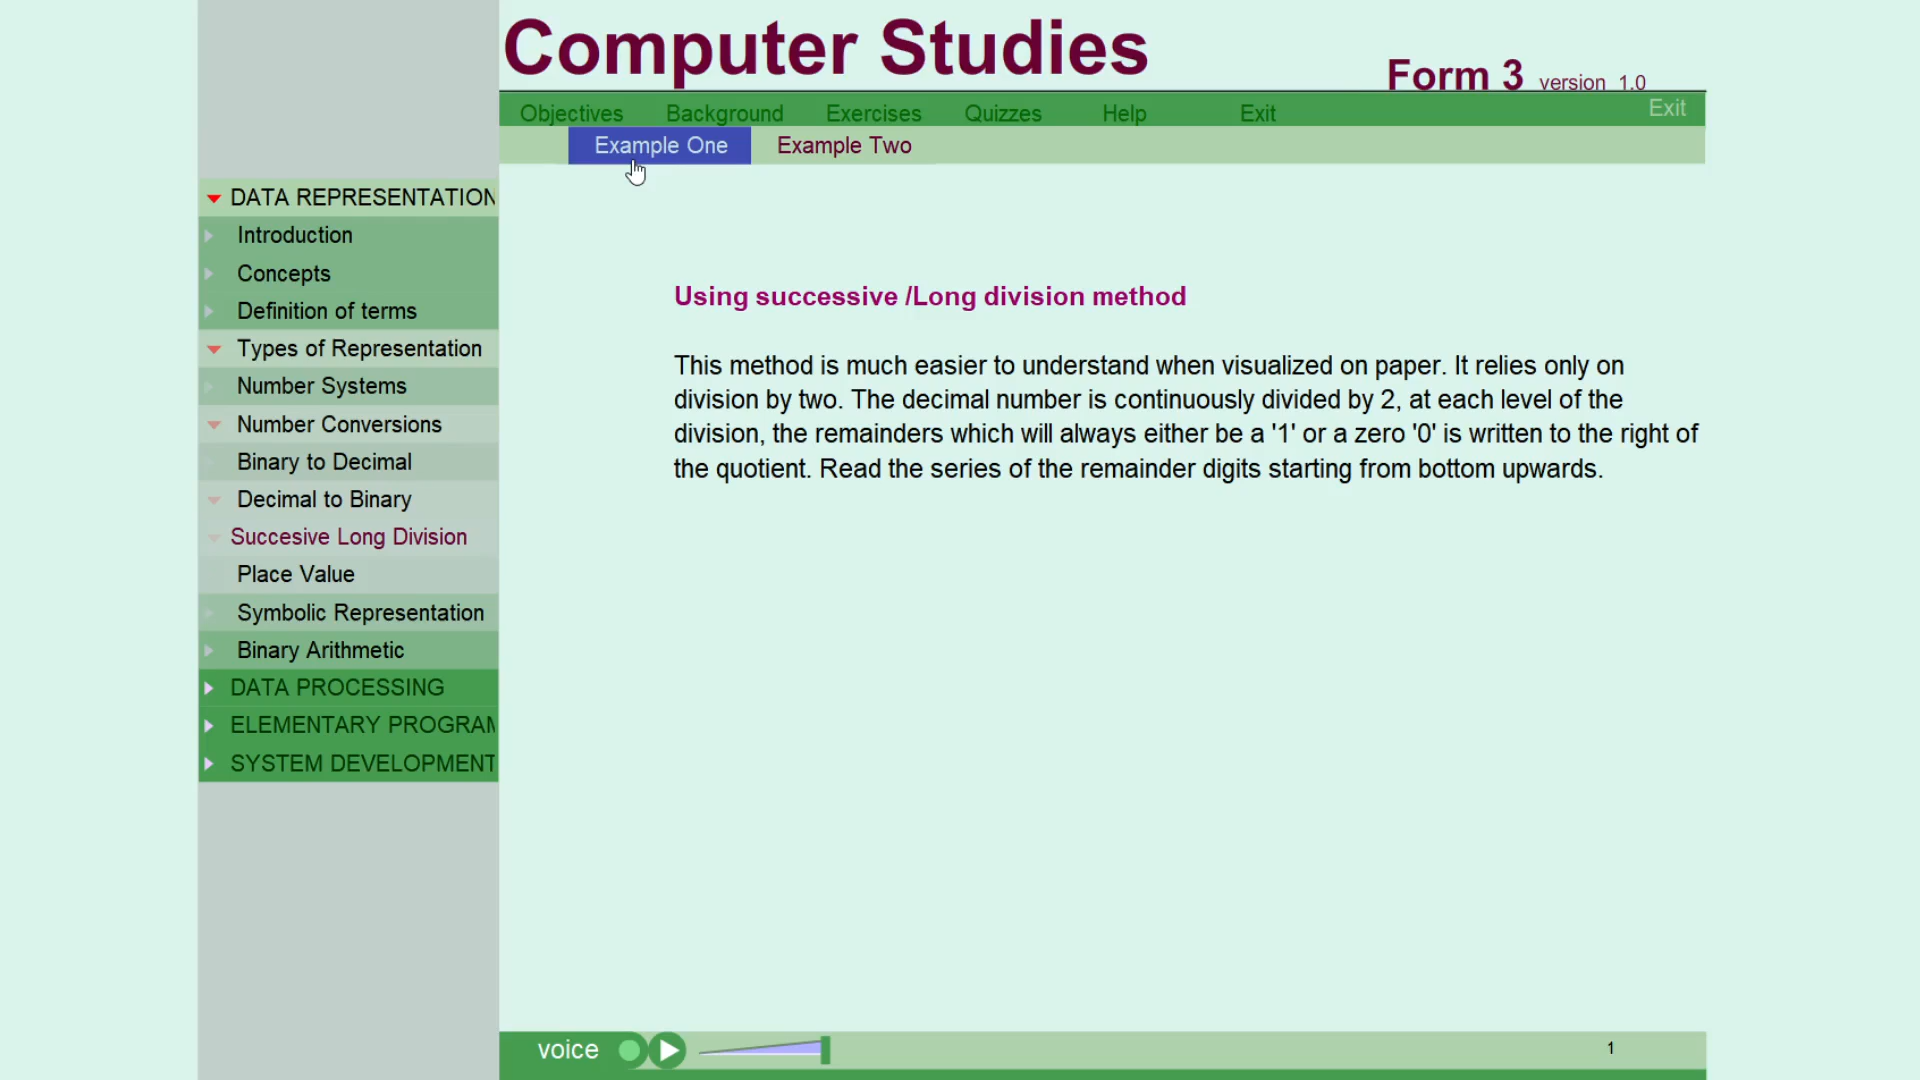 Computer Studies
Form 3 version 1.0
Objectives Background Exercises Quizzes Help Exit Exit
Example One Example Two
DATA REPRESENTATION
Introduction
Concepts
Definition of terms
Types of Representation
Number Systems
Number Conversions
Binary to Decimal
Decimal to Binary
Succesive Long Division
Place Value
Symbolic Representation
Binary Arithmetic
DATA PROCESSING
ELEMENTARY PROGRAM
SYSTEM DEVELOPMENT
Using successive /Long division method
This method is much easier to understand when visualized on paper. It relies only on
division by two. The decimal number is continuously divided by 2, at each level of the
division, the remainders which will always either be a '1' or a zero '0' is written to the right of
the quotient. Read the series of the remainder digits starting from bottom upwards.
voice
1